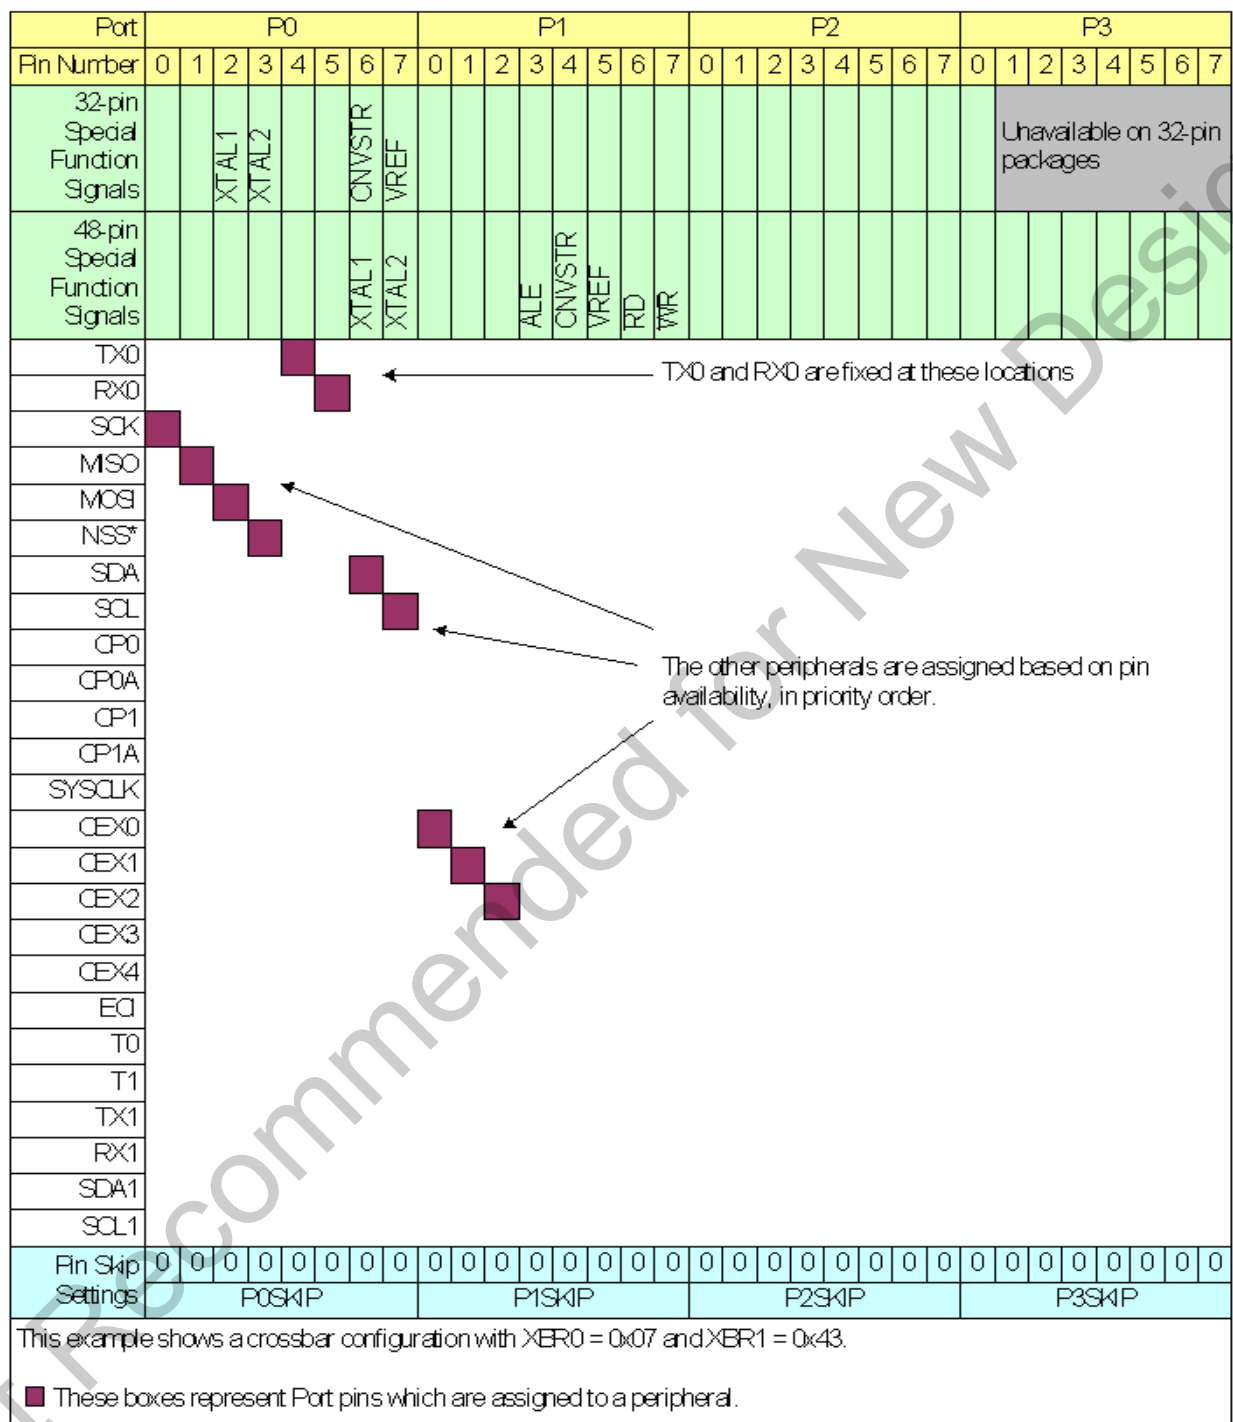 Port P0 P1 P2 P3
Pin Number 0 1 2 3 4 5 6 7 0 1 2 3 4 5 6 7 0 1 2 3 4 5 6 7 0 1 2 3 4 5 6 7
32-pin
Special
Function
Signals
XTAL1
XTAL2
CNVSTR
VREF
Unavailable on 32-pin
packages
48-pin
Special
Function
Signals
XTAL1
XTAL2
ALE
CNVSTR
VREF
RD
WR
TX0
TX0 and RX0 are fixed at these locations
RX0
SCK
MISO
MOSI
NSS*
SDA
SCL
CP0
The other peripherals are assigned based on pin
availability, in priority order.
CP0A
CP1
CP1A
SYSCLK
CEX0
CEX1
CEX2
CEX3
CEX4
ECI
T0
T1
TX1
RX1
SDA1
SCL1
Pin Skip 0 0 0 0 0 0 0 0 0 0 0 0 0 0 0 0 0 0 0 0 0 0 0 0 0 0 0 0 0 0 0 0
Settings P0SKIP P1SKIP P2SKIP P3SKIP
This example shows a crossbar configuration with XBR0 = 0x07 and XBR1 = 0x43.
These boxes represent Port pins which are assigned to a peripheral.
Recommended for New Desig